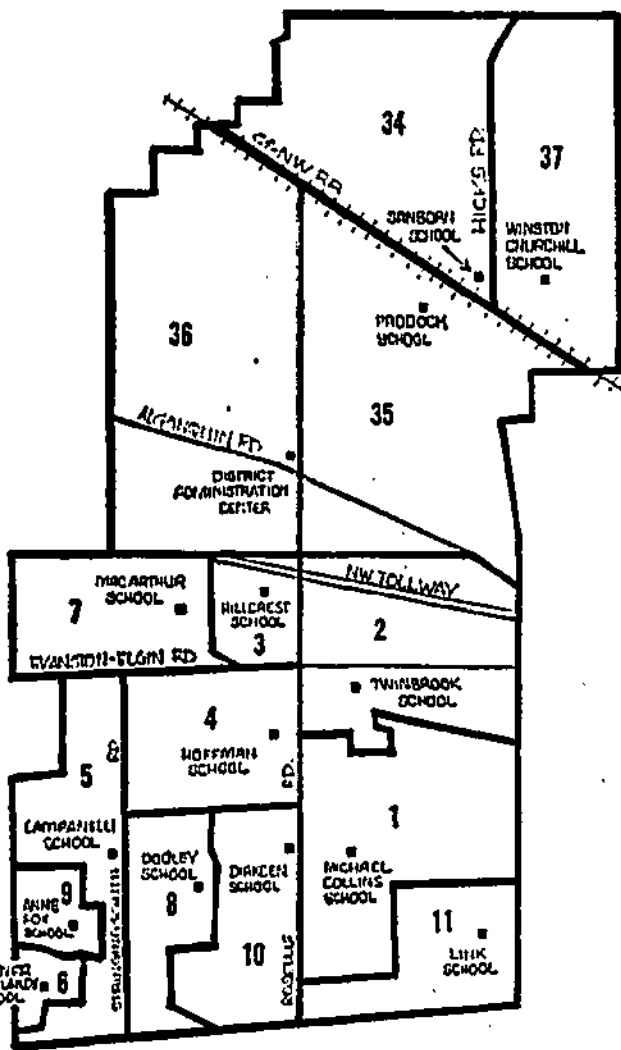 34
37
C&NW RR
HICKS RD.
SANBORN
SCHOOL
WINSTON
CHURCHILL
SCHOOL
PADDOCK
SCHOOL
36
35
ALGONQUIN RD
DISTRICT
ADMINISTRATION
CENTER
NW TOLLWAY
MACARTHUR
SCHOOL
7
HILLCREST
SCHOOL
3
2
EVANSTON-ELGIN RD
TWINBROOK
SCHOOL
4
HOFFMAN
SCHOOL
RD.
5
RD
CAMPANELLI
SCHOOL
1
DOOLEY
SCHOOL
8
DIRKSEN
SCHOOL
MICHAEL
COLLINS
SCHOOL
9
ANNE
FOX
SCHOOL
11
LINK
SCHOOL
10
ROSELLE
6